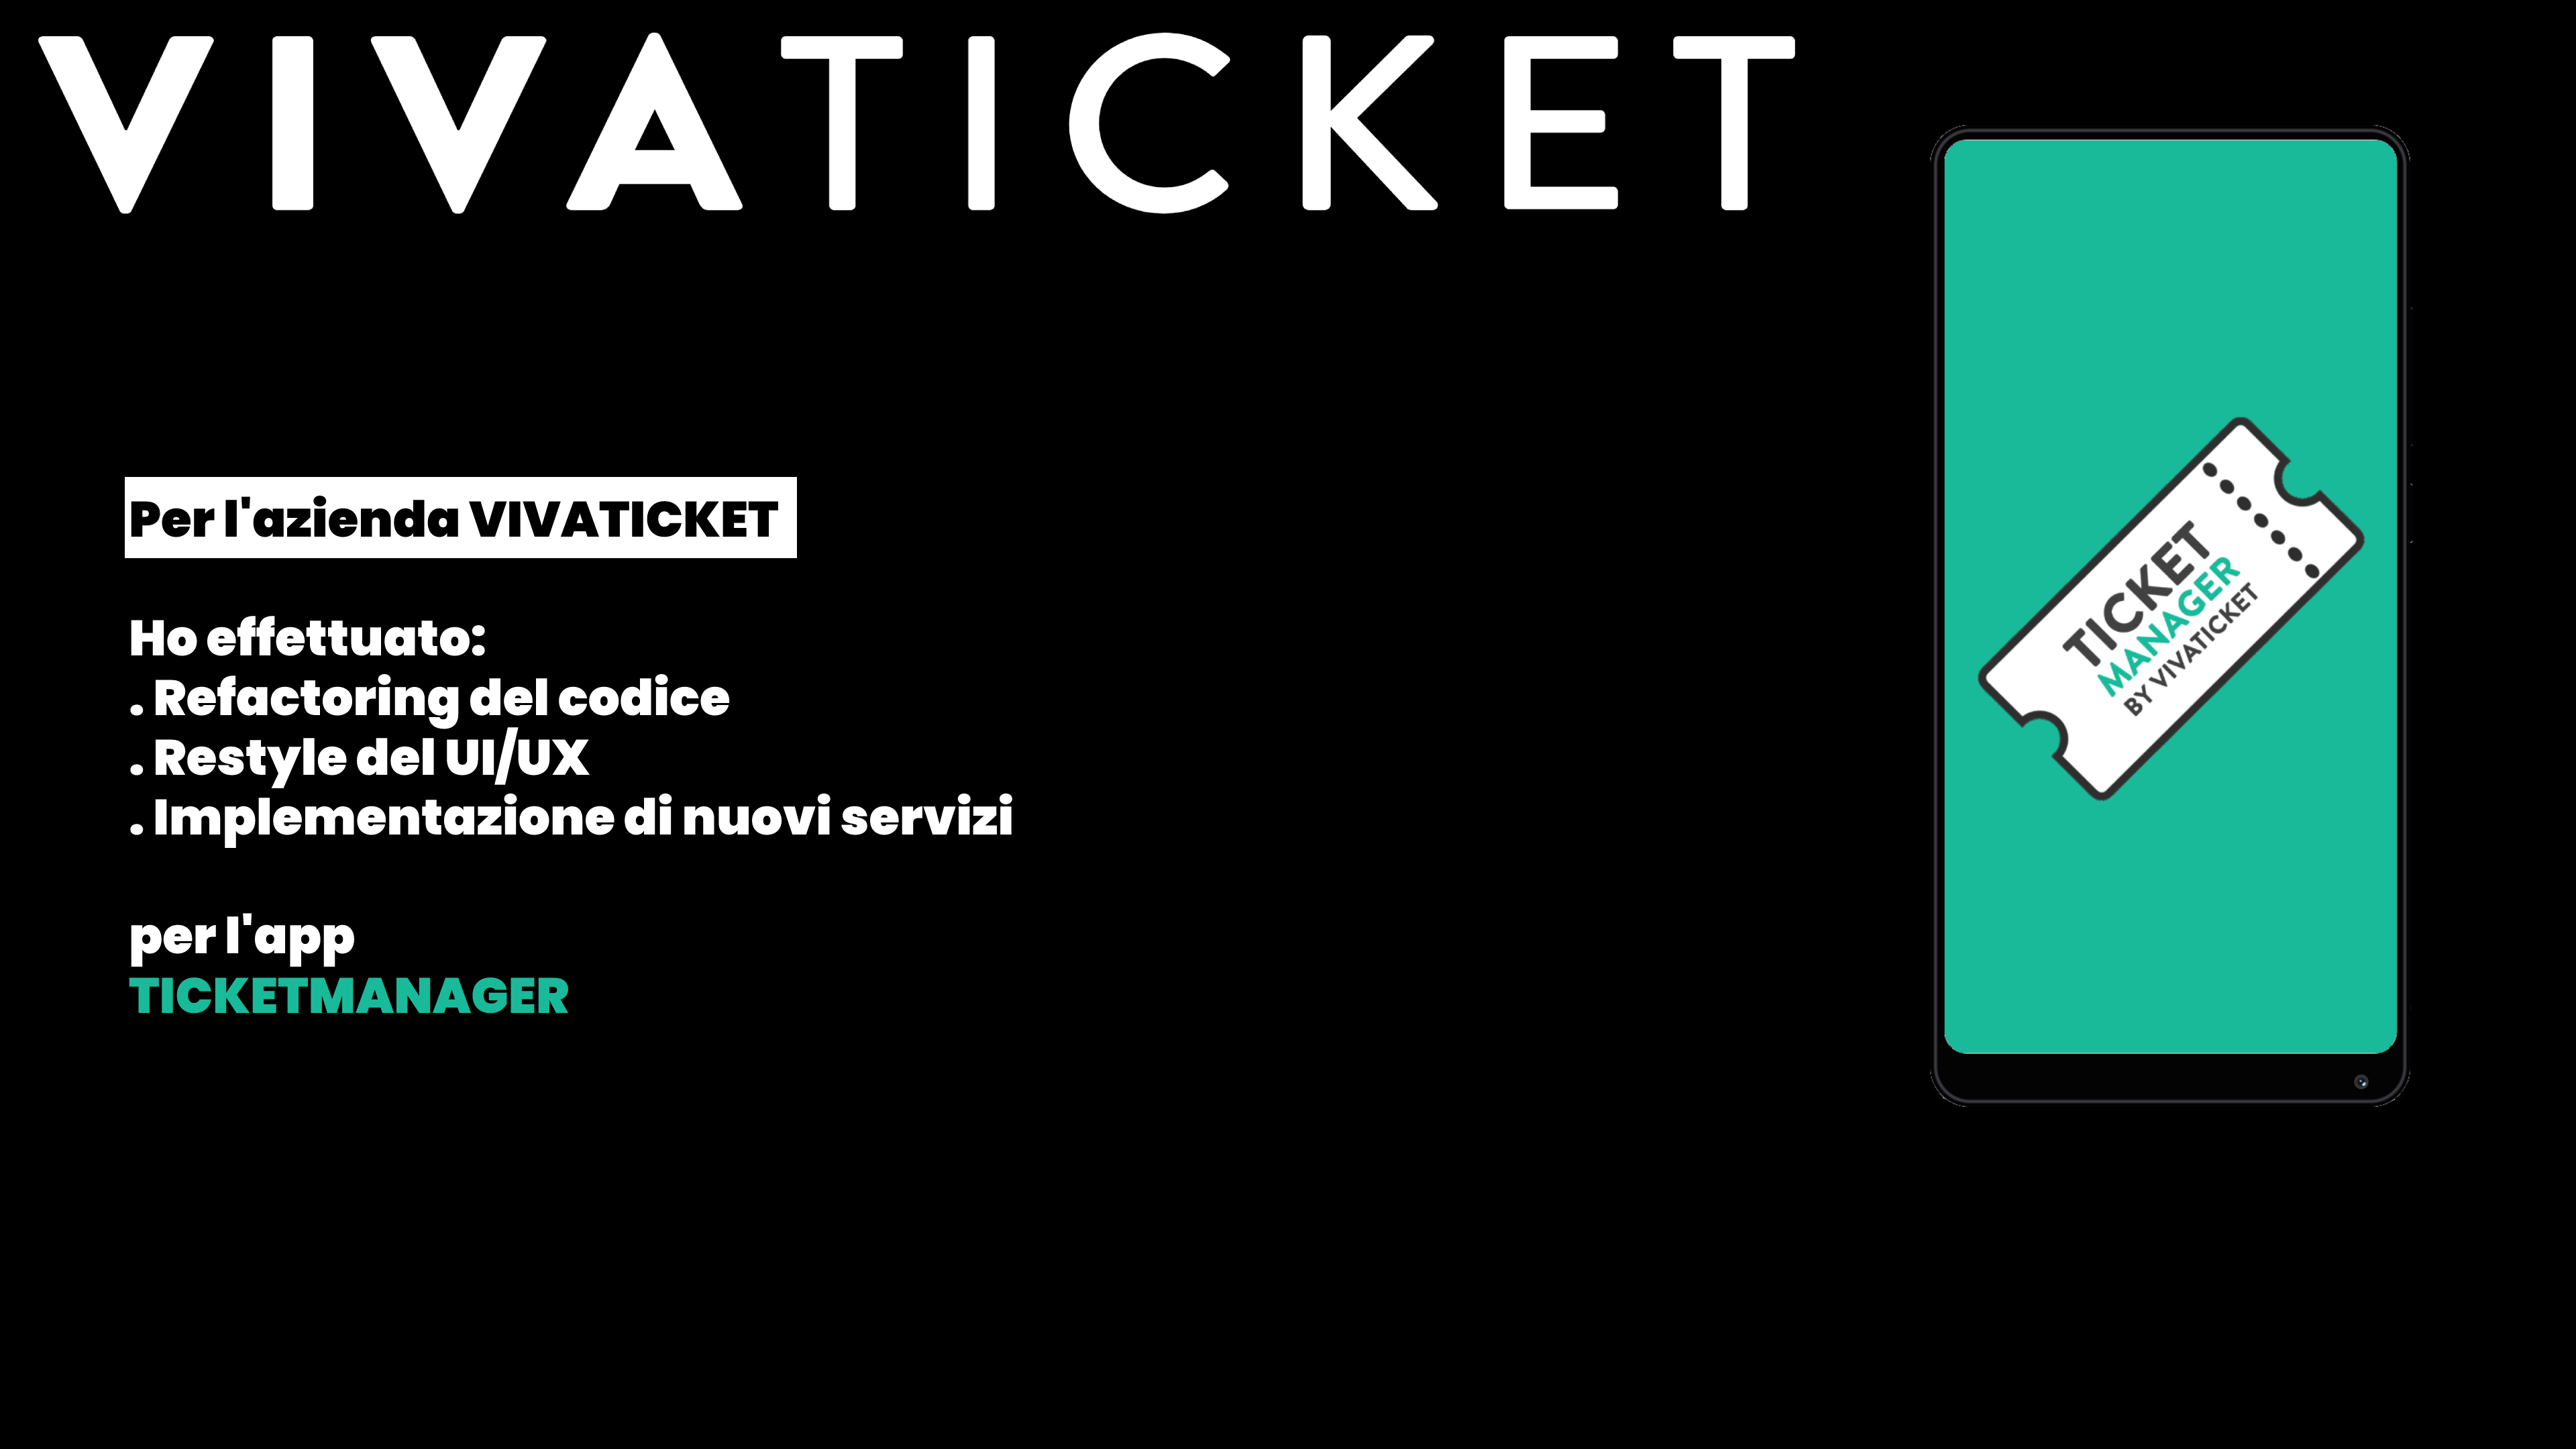 VIVATICKET
Per l'azienda VIVATICKET
Ho effettuato:
. Refactoring del codice
. Restyle del UI/UX
. Implementazione di nuovi servizi
per l'app
TICKETMANAGER
TICKET
MANAGER
BY VIVATICKET